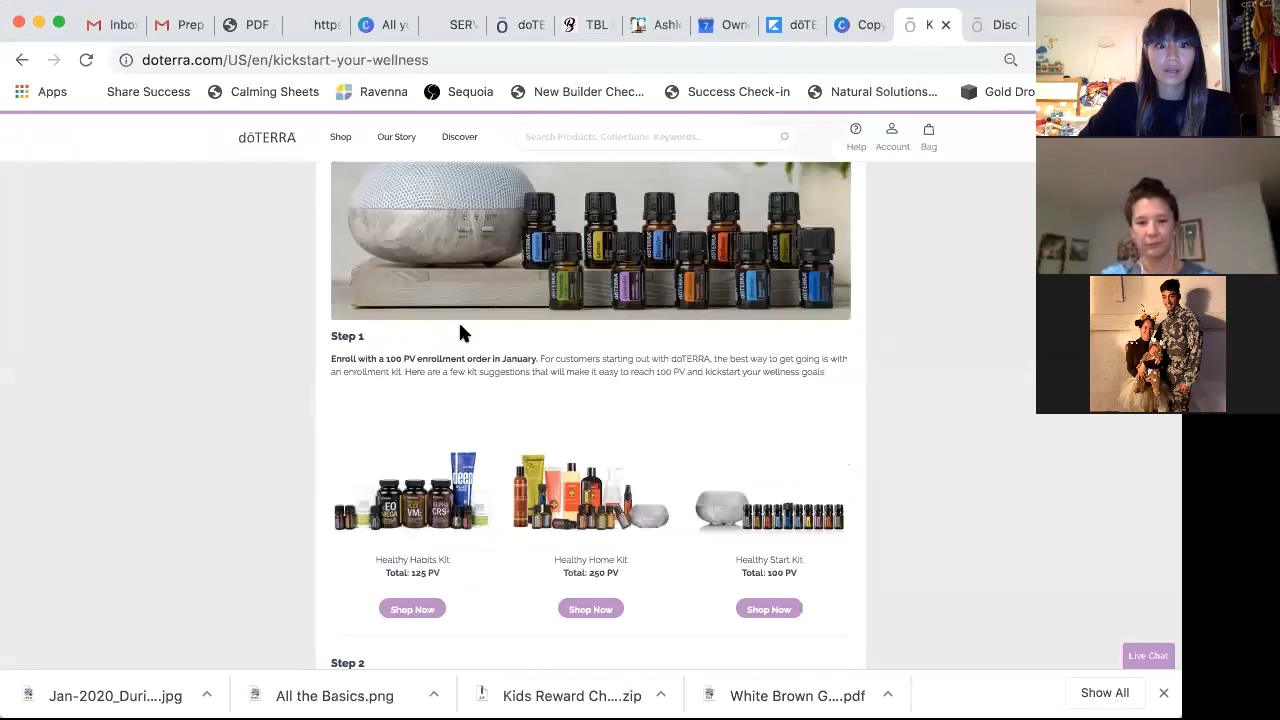 Inbo
Prep
PDF
https
All yo
SERV
doTE
TBL
Ashle
7
Owne
dōTE
Copy
K
Disc
doterra.com/US/en/kickstart-your-wellness
Apps
Share Success
Calming Sheets
Ravenna
Sequoia
New Builder Chec...
Success Check-in
Natural Solutions...
Gold Dro
dōTERRA
Shop
Our Story
Discover
Search Products, Collections, Keywords...
Help
Account
Bag
Step 1
Enroll with a 100 PV enrollment order in January. For customers starting out with doTERRA, the best way to get going is with
an enrollment kit. Here are a few kit suggestions that will make it easy to reach 100 PV and kickstart your wellness goals
Healthy Habits Kit
Total: 125 PV
Shop Now
Healthy Home Kit
Total: 250 PV
Shop Now
Healthy Start Kit
Total: 100 PV
Shop Now
Step 2
Live Chat
Jan-2020_Duri....jpg
All the Basics.png
Kids Reward Ch....zip
White Brown G....pdf
Show All